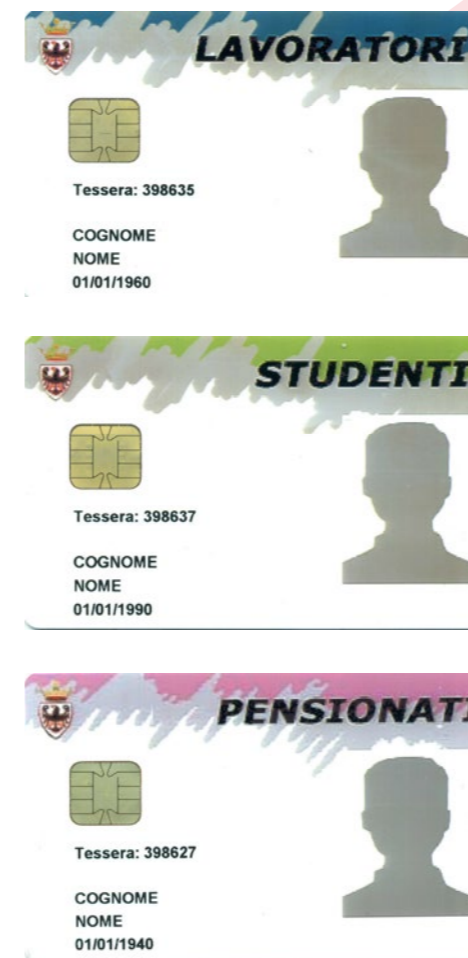 LAVORATORI
Tessera: 398635
COGNOME
NOME
01/01/1960
STUDENTI
Tessera: 398637
COGNOME
NOME
01/01/1990
PENSIONATI
Tessera: 398627
COGNOME
NOME
01/01/1940